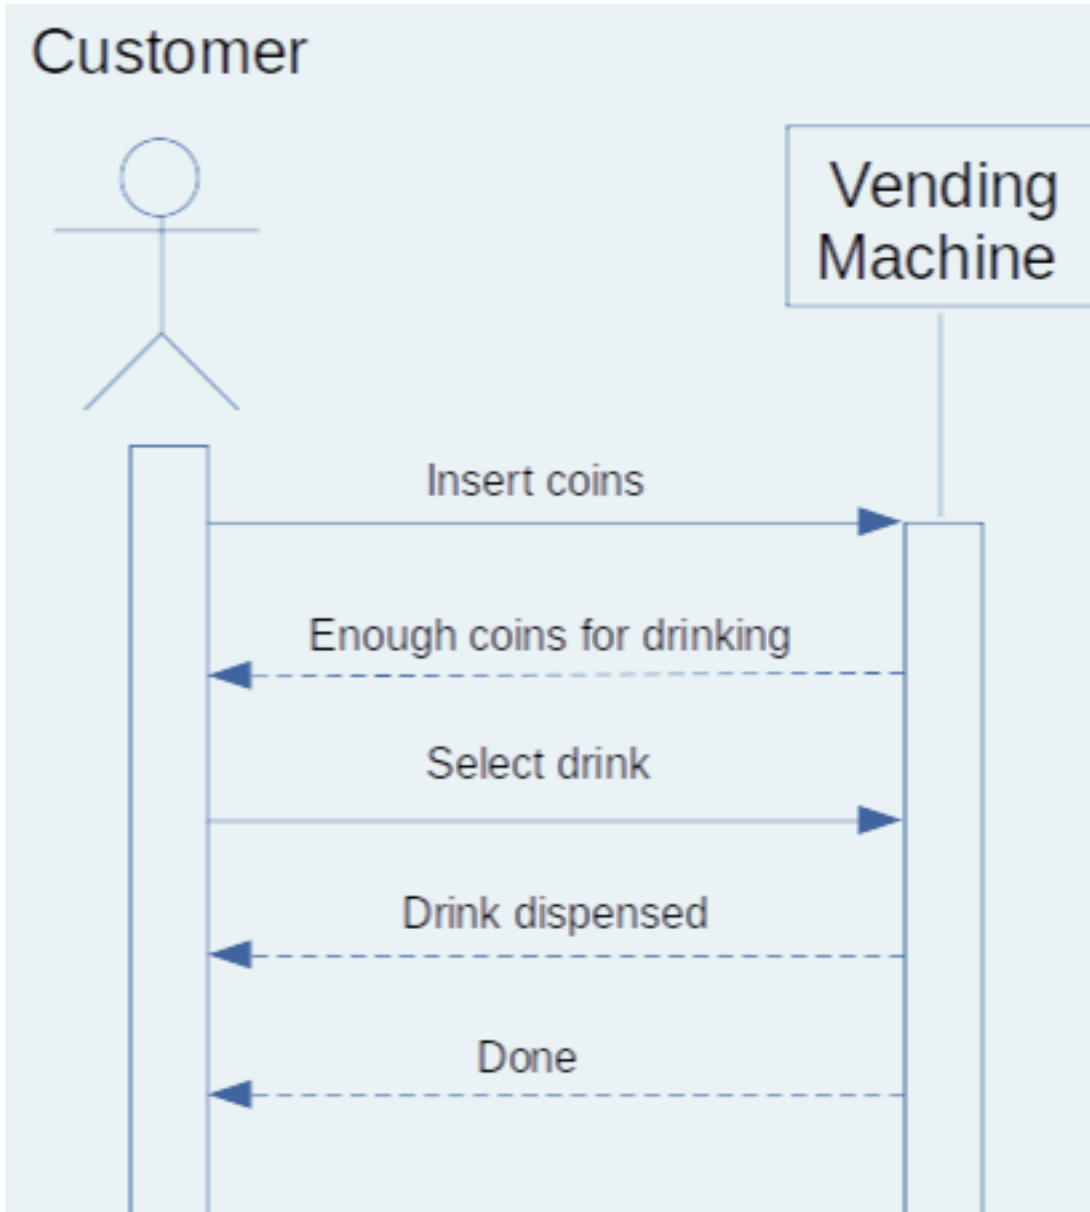 Customer
Vending
Machine
Insert coins
Enough coins for drinking
Select drink
Drink dispensed
Done